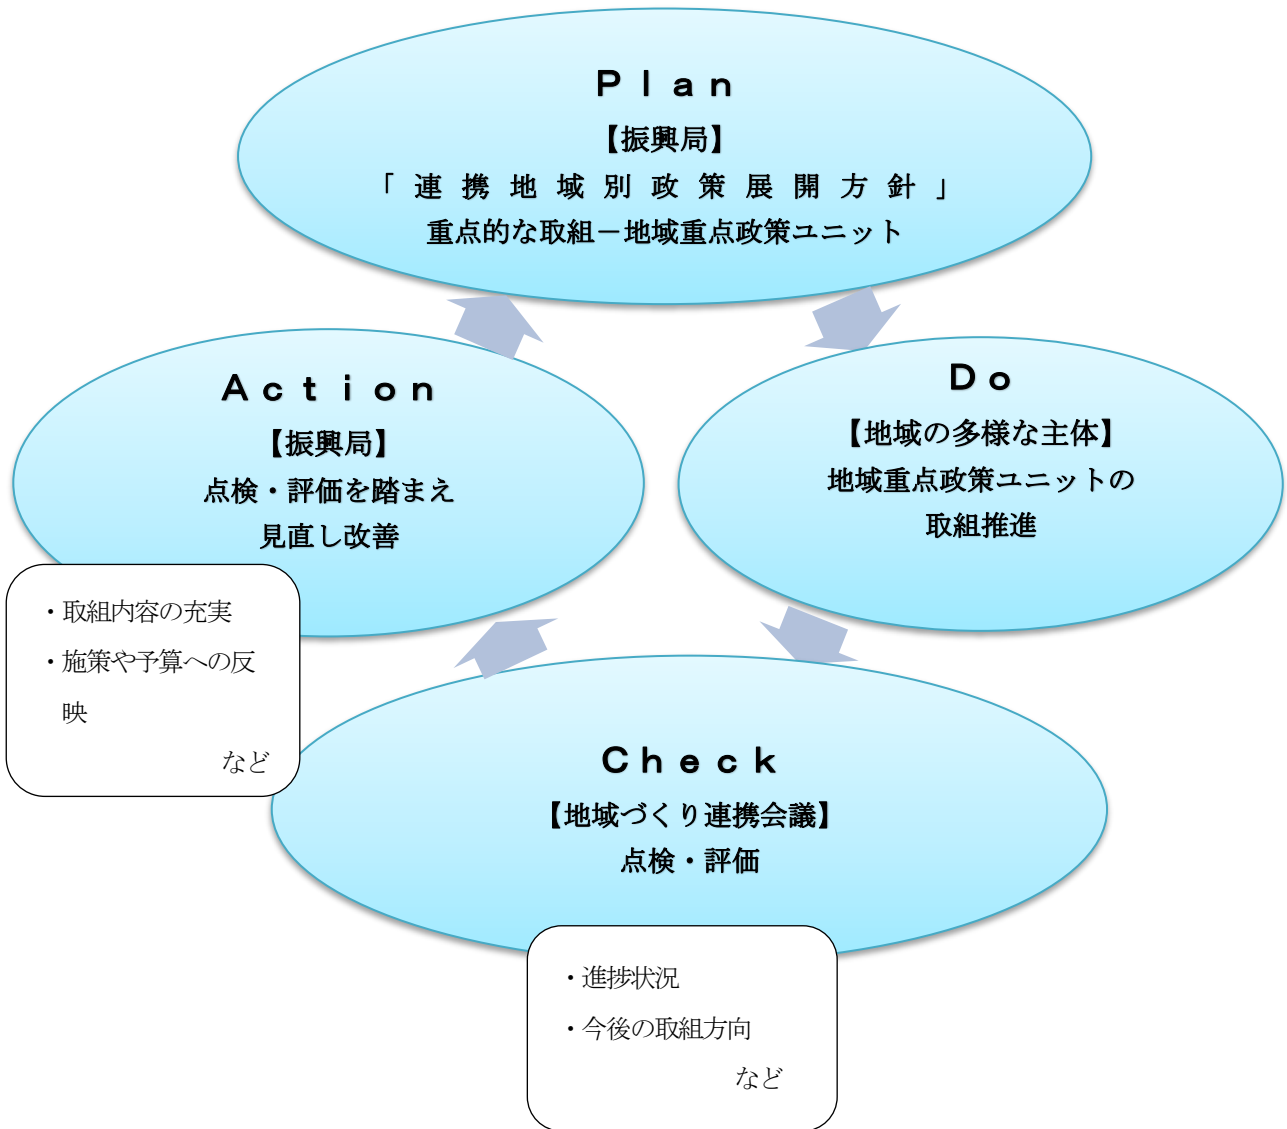 Ｐｌａｎ
【振興局】
「連携地域別政策展開方針」
重点的な取組－地域重点政策ユニット
Ｄｏ
【地域の多様な主体】
地域重点政策ユニットの
取組推進
Ｃｈｅｃｋ
【地域づくり連携会議】
点検・評価
・進捗状況
・今後の取組方向
など
Ａｃｔｉｏｎ
【振興局】
点検・評価を踏まえ
見直し改善
・取組内容の充実
・施策や予算への反
映
など